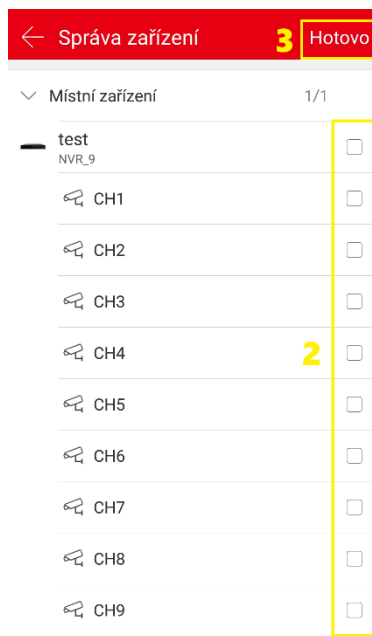 Správa zařízení 3 Hotovo
Místní zařízení 1/1
test
NVR_9
CH1
CH2
CH3
CH4 2
CH5
CH6
CH7
CH8
CH9